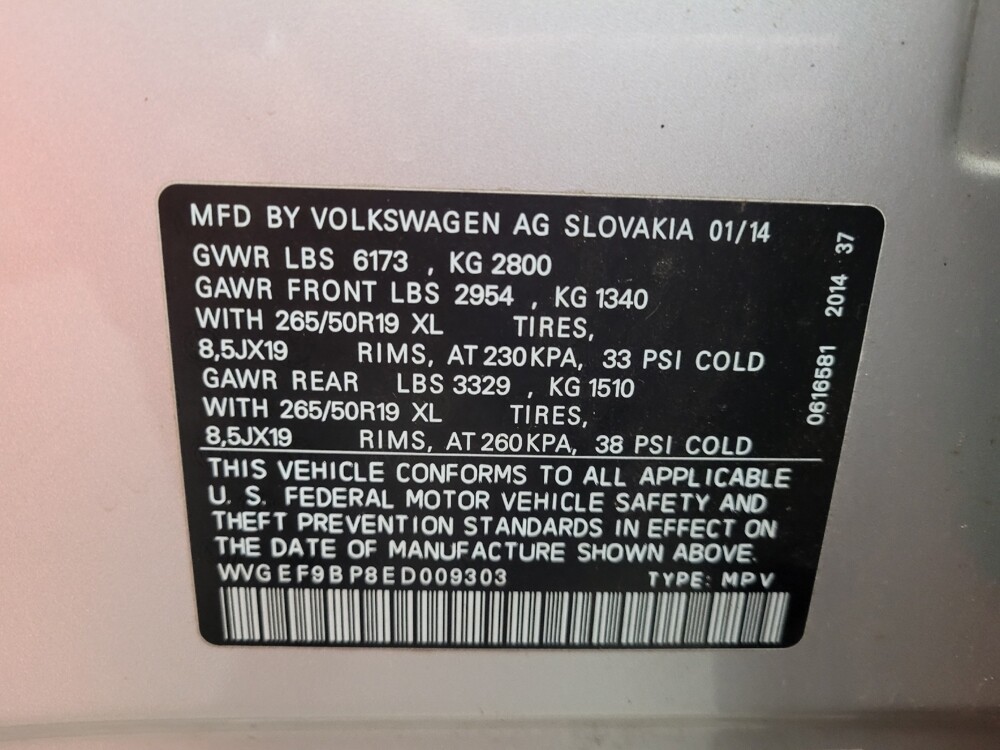 MFD BY VOLKSWAGEN AG SLOVAKIA 01/14
GVWR LBS 6173 , KG 2800
GAWR FRONT LBS 2954 , KG 1340
WITH 265/50R19 XL TIRES,
8,5JX19 RIMS, AT 230KPA, 33 PSI COLD
GAWR REAR LBS 3329 , KG 1510
WITH 265/50R19 XL TIRES,
8,5JX19 RIMS, AT 260KPA, 38 PSI COLD
THIS VEHICLE CONFORMS TO ALL APPLICABLE
U. S. FEDERAL MOTOR VEHICLE SAFETY AND
THEFT PREVENTION STANDARDS IN EFFECT ON
THE DATE OF MANUFACTURE SHOWN ABOVE.
WVGEF9BP8ED009303 TYPE: MPV
0616581 2014 37